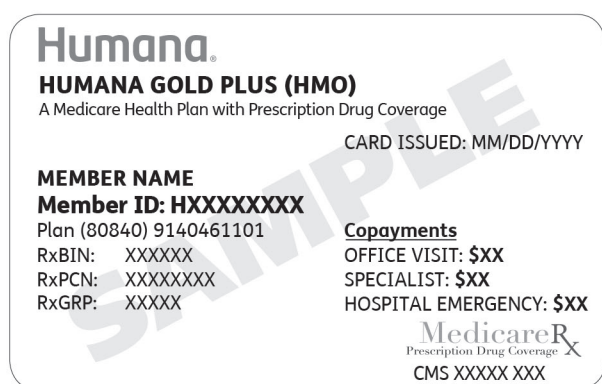 Humana®
HUMANA GOLD PLUS (HMO)
A Medicare Health Plan with Prescription Drug Coverage
CARD ISSUED: MM/DD/YYYY
MEMBER NAME
Member ID: HXXXXXXXX
Plan (80840) 9140461101
RxBIN: XXXXXX
RxPCN: XXXXXXXX
RxGRP: XXXXX
Copayments
OFFICE VISIT: $XX
SPECIALIST: $XX
HOSPITAL EMERGENCY: $XX
MedicareRx
Prescription Drug Coverage
CMS XXXXX XXX
SAMPLE